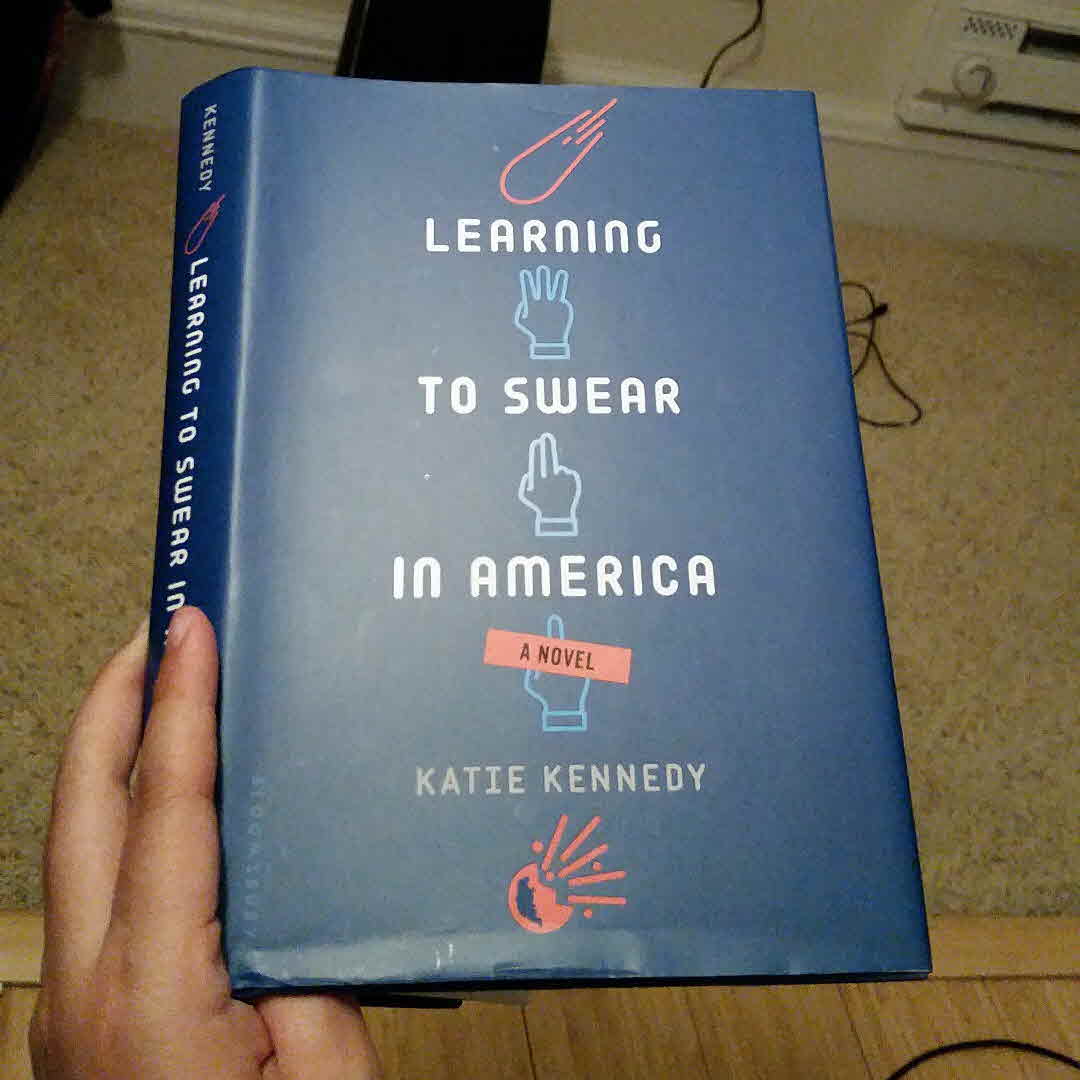 KENNEDY
LEARNING TO SWEAR IN
LEARNING
TO SWEAR
IN AMERICA
A NOVEL
KATIE KENNEDY